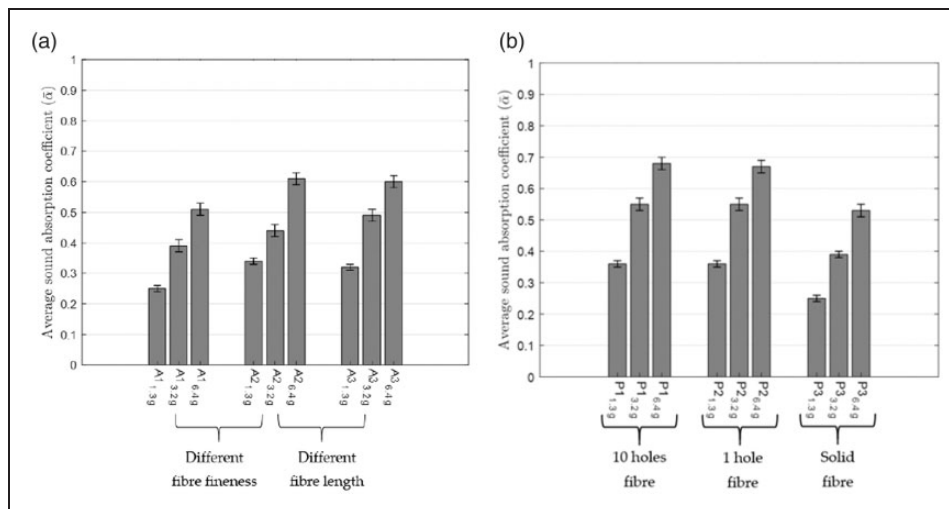 (a)
Average sound absorption coefficient (ᾱ)
1
0.9
0.8
0.7
0.6
0.5
0.4
0.3
0.2
0.1
0
A1 1.3g
A1 3.2g
A1 6.4g
A2 1.3g
A2 3.2g
A2 6.4g
A3 1.3g
A3 3.2g
A3 6.4g
Different
fibre fineness
Different
fibre length
(b)
Average sound absorption coefficient (ᾱ)
1
0.9
0.8
0.7
0.6
0.5
0.4
0.3
0.2
0.1
0
P1 1.3g
P1 3.2g
P1 6.4g
P2 1.3g
P2 3.2g
P2 6.4g
P3 1.3g
P3 3.2g
P3 6.4g
10 holes
fibre
1 hole
fibre
Solid
fibre